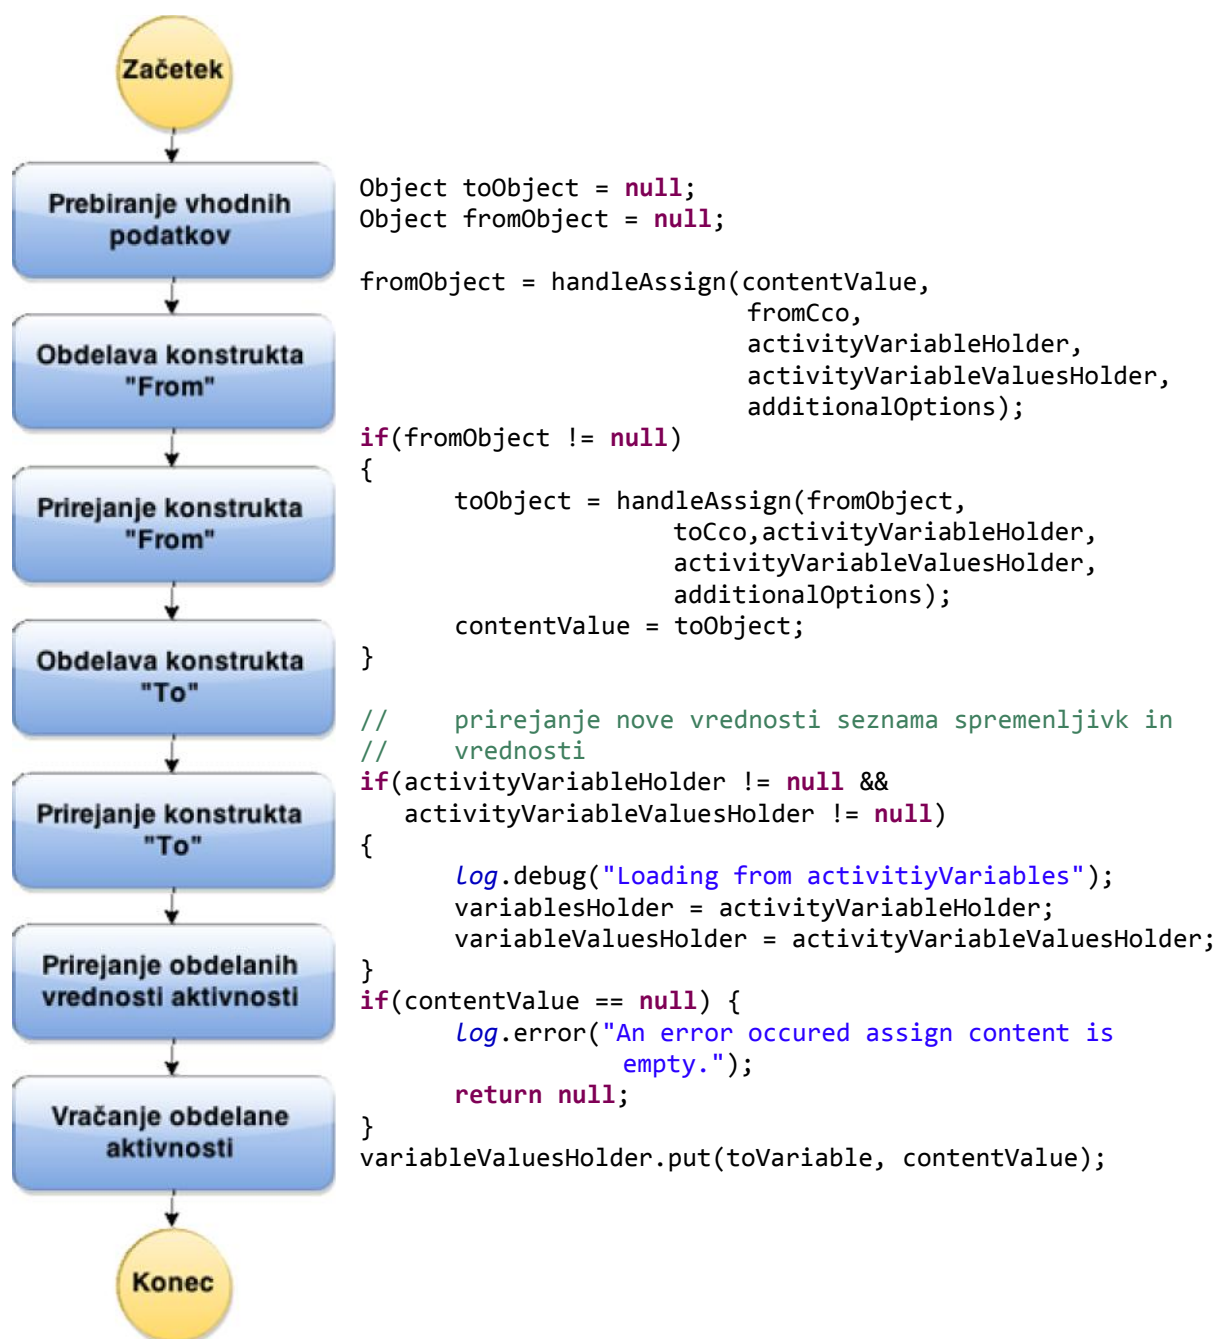 Začetek
Prebiranje vhodnih
podatkov
Obdelava konstrukta
"From"
Prirejanje konstrukta
"From"
Obdelava konstrukta
"To"
Prirejanje konstrukta
"To"
Prirejanje obdelanih
vrednosti aktivnosti
Vračanje obdelane
aktivnosti
Konec
Object toObject = null;
Object fromObject = null;
fromObject = handleAssign(contentValue,
fromCco,
activityVariableHolder,
activityVariableValuesHolder,
additionalOptions);
if(fromObject != null)
{
toObject = handleAssign(fromObject,
toCco,activityVariableHolder,
activityVariableValuesHolder,
additionalOptions);
contentValue = toObject;
}
// prirejanje nove vrednosti seznama spremenljivk in
// vrednosti
if(activityVariableHolder != null &&
activityVariableValuesHolder != null)
{
log.debug("Loading from activitiyVariables");
variablesHolder = activityVariableHolder;
variableValuesHolder = activityVariableValuesHolder;
}
if(contentValue == null) {
log.error("An error occured assign content is
empty.");
return null;
}
variableValuesHolder.put(toVariable, contentValue);